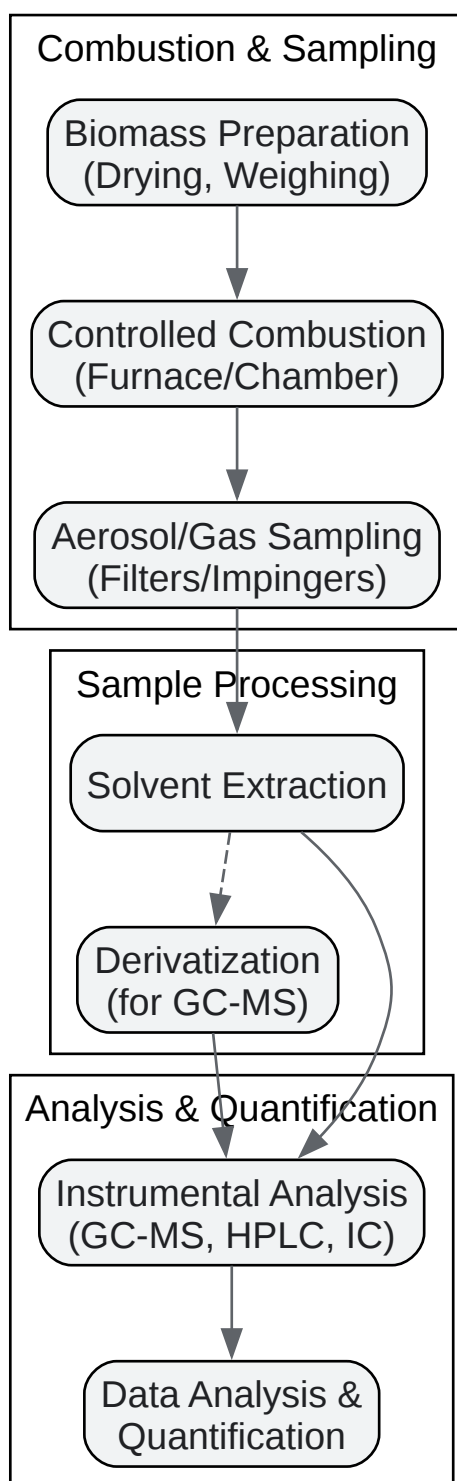 Combustion & Sampling
Biomass Preparation
(Drying, Weighing)
Controlled Combustion
(Furnace/Chamber)
Aerosol/Gas Sampling
(Filters/Impingers)
Sample Processing
Solvent Extraction
Derivatization
(for GC-MS)
Analysis & Quantification
Instrumental Analysis
(GC-MS, HPLC, IC)
Data Analysis &
Quantification